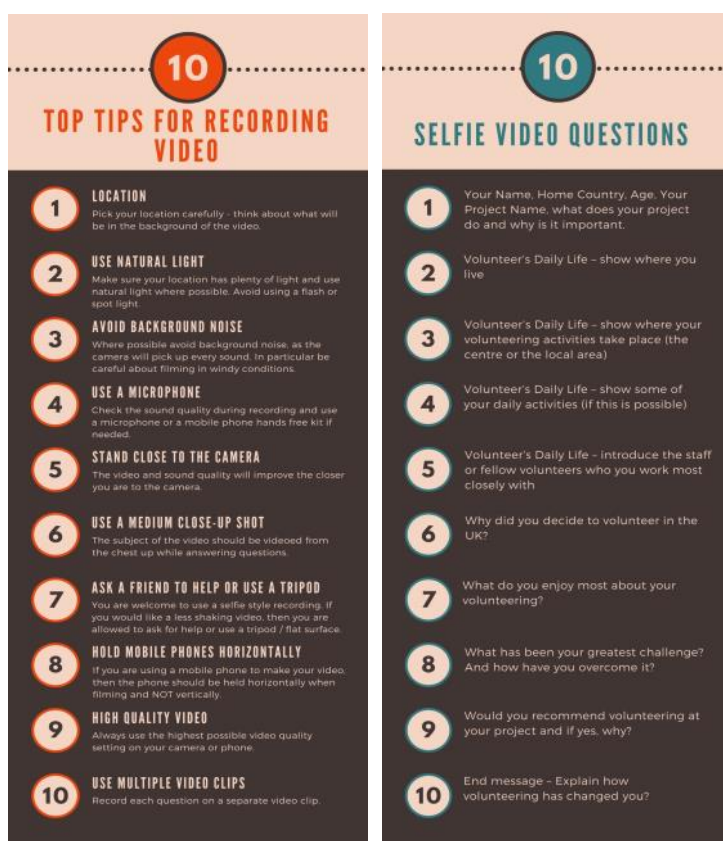 10
TOP TIPS FOR RECORDING
VIDEO
1
LOCATION
Pick your location carefully - think about what will
be in the background of the video.
2
USE NATURAL LIGHT
Make sure your location has plenty of light and use
natural light where possible. Avoid using a flash or
spot light.
3
AVOID BACKGROUND NOISE
Where possible avoid background noise, as the
camera will pick up every sound. In particular be
careful about filming in windy conditions.
4
USE A MICROPHONE
Check the sound quality during recording and use
a microphone or a mobile phone hands free kit if
needed.
5
STAND CLOSE TO THE CAMERA
The video and sound quality will improve the closer
you are to the camera.
6
USE A MEDIUM CLOSE-UP SHOT
The subject of the video should be videoed from
the chest up while answering questions.
7
ASK A FRIEND TO HELP OR USE A TRIPOD
You are welcome to use a selfie style recording. If
you would like a less shaking video, then you are
allowed to ask for help or use a tripod / flat surface.
8
HOLD MOBILE PHONES HORIZONTALLY
If you are using a mobile phone to make your video,
then the phone should be held horizontally when
filming and NOT vertically.
9
HIGH QUALITY VIDEO
Always use the highest possible video quality
setting on your camera or phone.
10
USE MULTIPLE VIDEO CLIPS
Record each question on a separate video clip.
10
SELFIE VIDEO QUESTIONS
1
Your Name, Home Country, Age, Your
Project Name, what does your project
do and why is it important.
2
Volunteer's Daily Life – show where you
live
3
Volunteer's Daily Life – show where your
volunteering activities take place (the
centre or the local area)
4
Volunteer's Daily Life – show some of
your daily activities (if this is possible)
5
Volunteer's Daily Life – introduce the staff
or fellow volunteers who you work most
closely with
6
Why did you decide to volunteer in the
UK?
7
What do you enjoy most about your
volunteering?
8
What has been your greatest challenge?
And how have you overcome it?
9
Would you recommend volunteering at
your project and if yes, why?
10
End message – Explain how
volunteering has changed you?